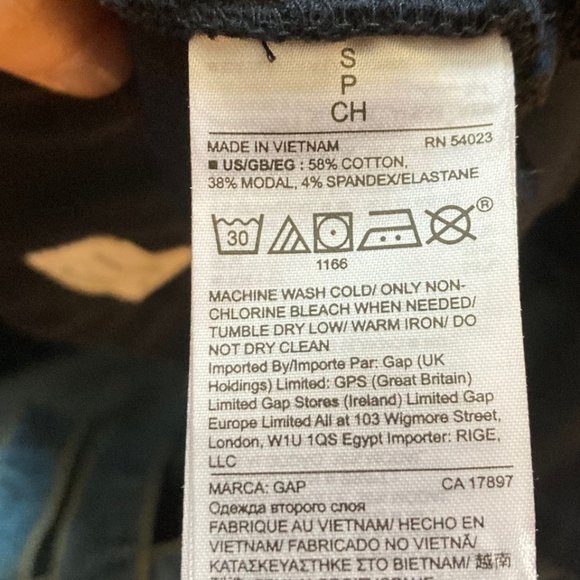 S
P
CH
MADE IN VIETNAM RN 54023
■ US/GB/EG : 58% COTTON,
38% MODAL, 4% SPANDEX/ELASTANE
30 ®
1166
MACHINE WASH COLD/ ONLY NON-
CHLORINE BLEACH WHEN NEEDED/
TUMBLE DRY LOW/ WARM IRON/ DO
NOT DRY CLEAN
Imported By/Importe Par: Gap (UK
Holdings) Limited: GPS (Great Britain)
Limited Gap Stores (Ireland) Limited Gap
Europe Limited All at 103 Wigmore Street,
London, W1U 1QS Egypt Importer: RIGE,
LLC
MARCA: GAP CA 17897
Одежда второго слоя
FABRIQUE AU VIETNAM/ HECHO EN
VIETNAM/ FABRICADO NO VIETNÃ/
ΚΑΤΑΣΚΕΥΑΣΤΗΚΕ ΣΤΟ ΒΙΕΤΝΑΜ/ 越南